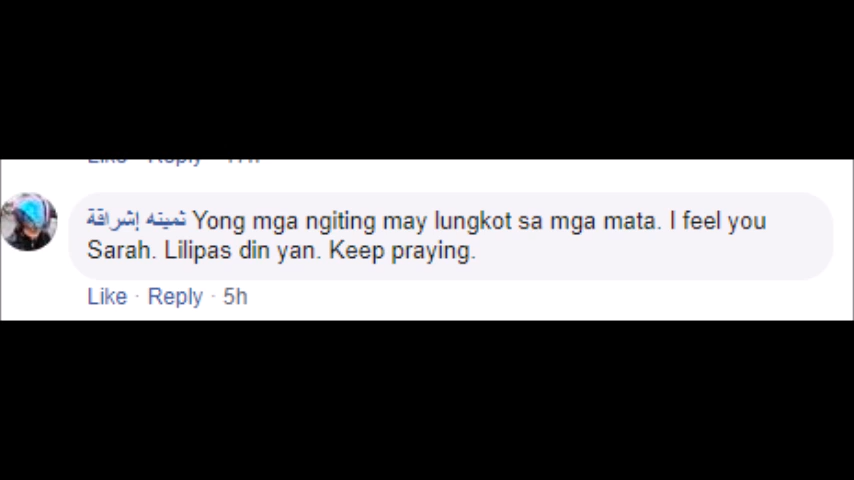 ثمينه إشراقة Yong mga ngiting may lungkot sa mga mata. I feel you
Sarah. Lilipas din yan. Keep praying.
Like · Reply · 5h